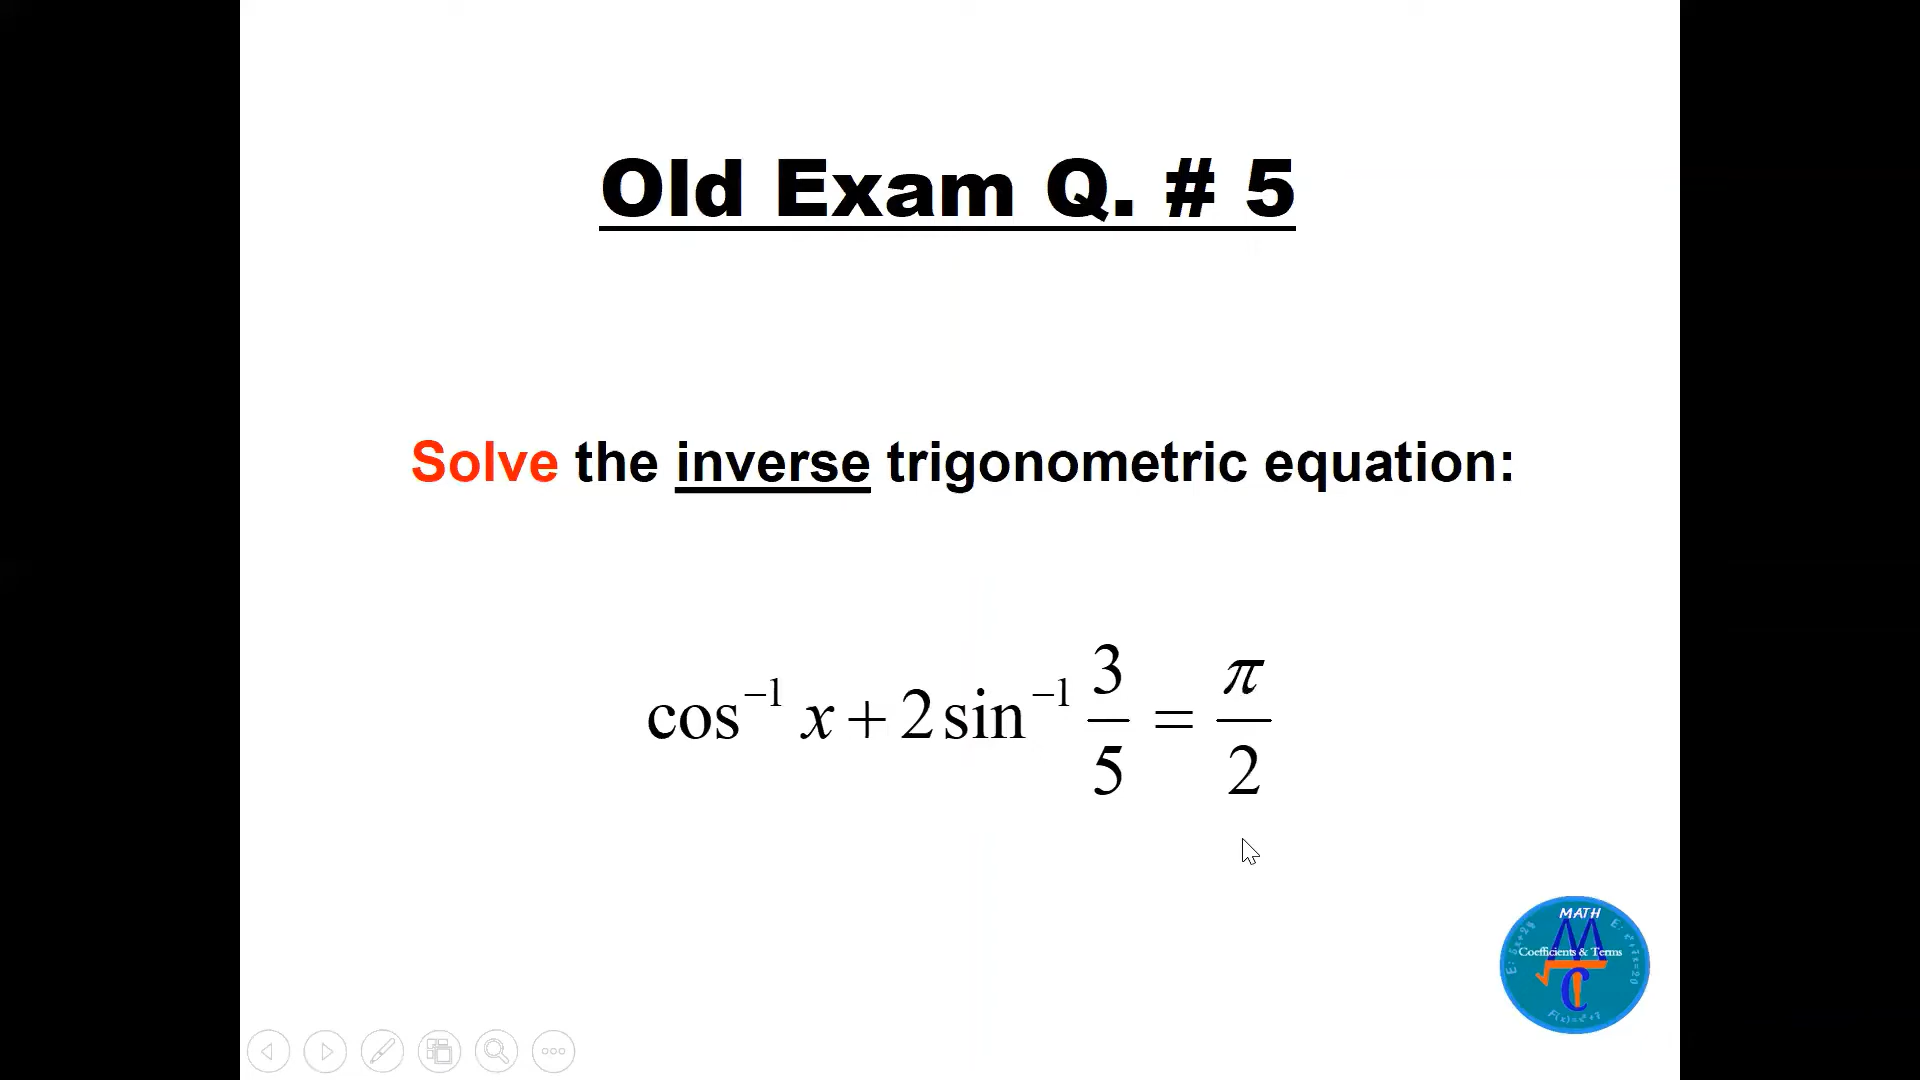 Old Exam Q. # 5
Solve the inverse trigonometric equation:
cos⁻¹ x + 2 sin⁻¹ 3/5 = π/2
MATH
Coefficients & Terms